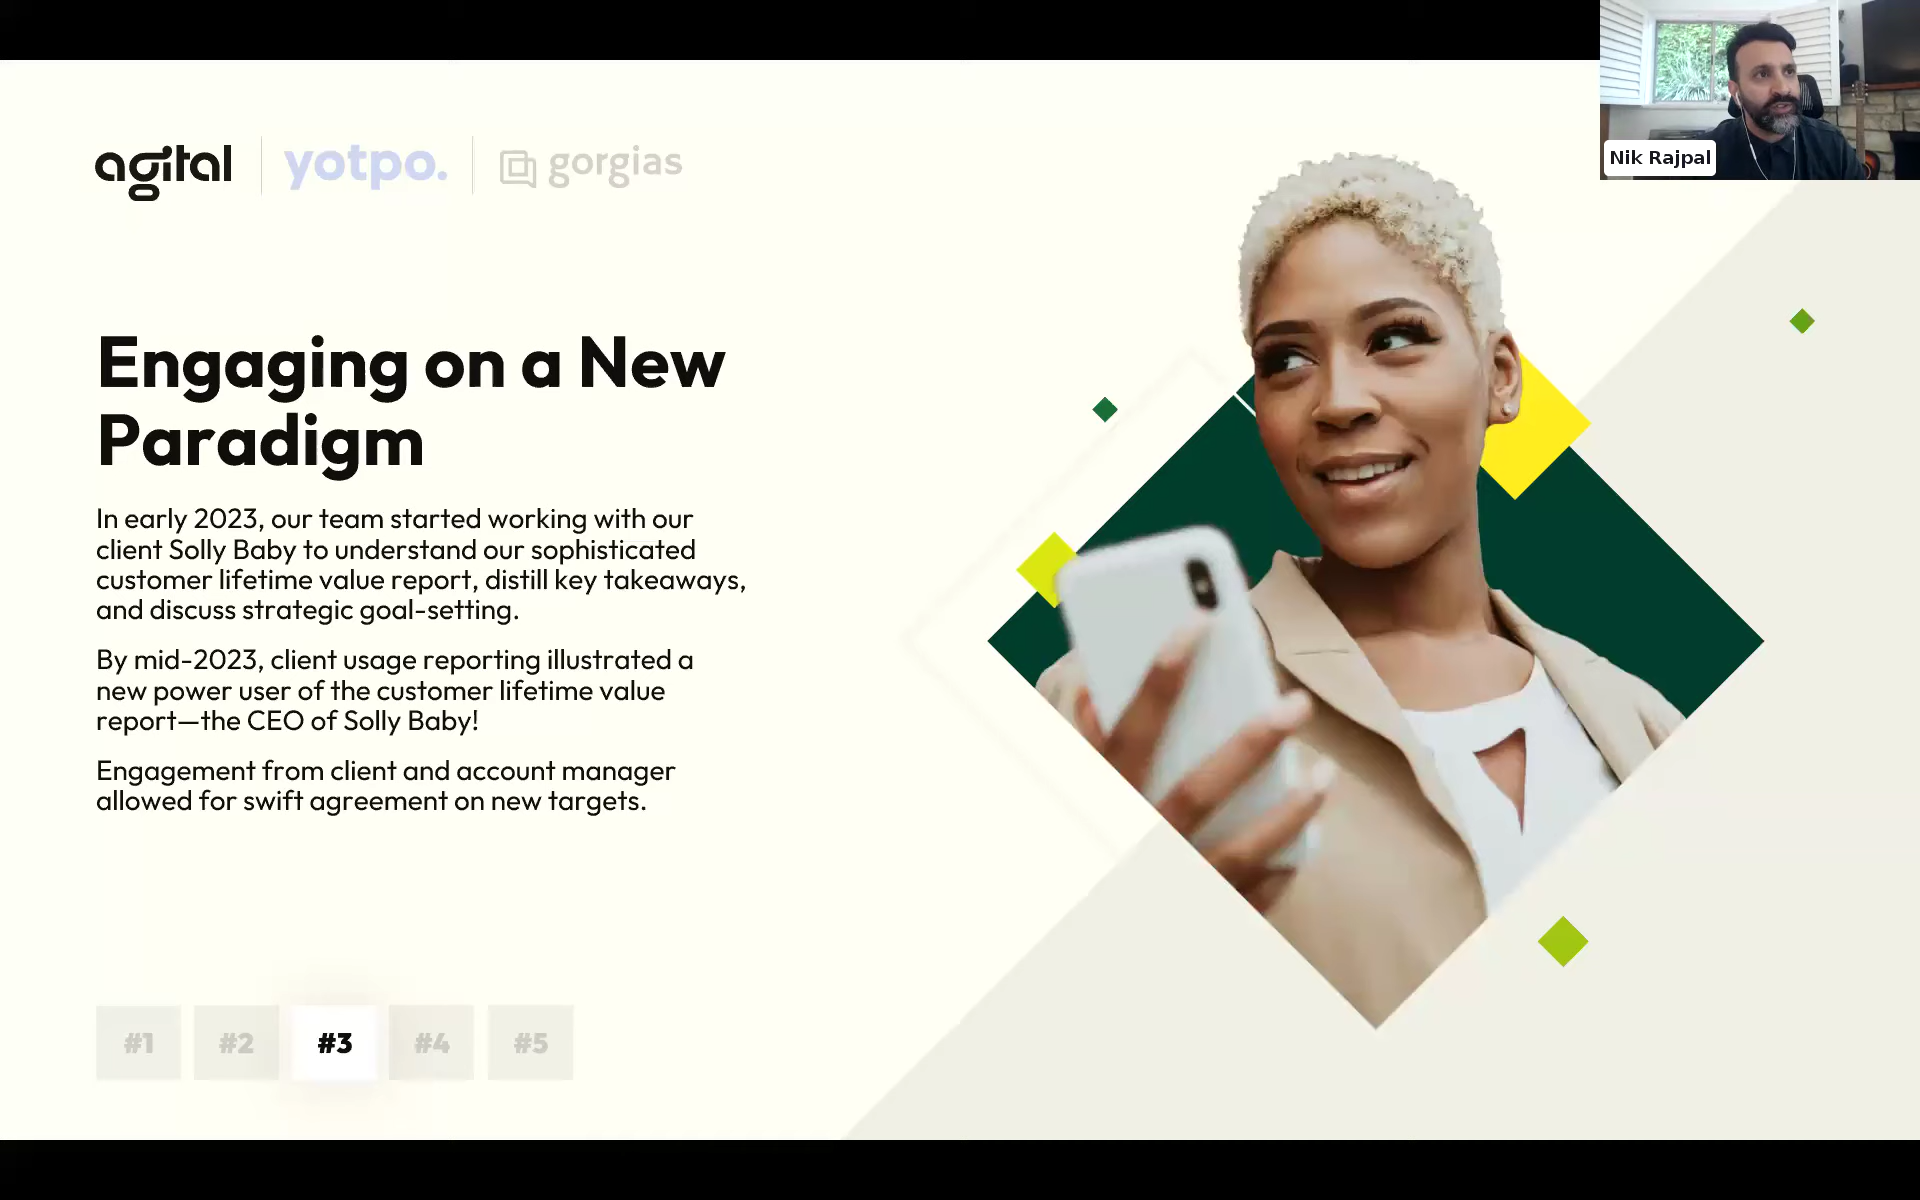 Nik Rajpal
agital
yotpo.
gorgias
Engaging on a New
Paradigm
In early 2023, our team started working with our
client Solly Baby to understand our sophisticated
customer lifetime value report, distill key takeaways,
and discuss strategic goal-setting.
By mid-2023, client usage reporting illustrated a
new power user of the customer lifetime value
report—the CEO of Solly Baby!
Engagement from client and account manager
allowed for swift agreement on new targets.
#1 #2 #3 #4 #5